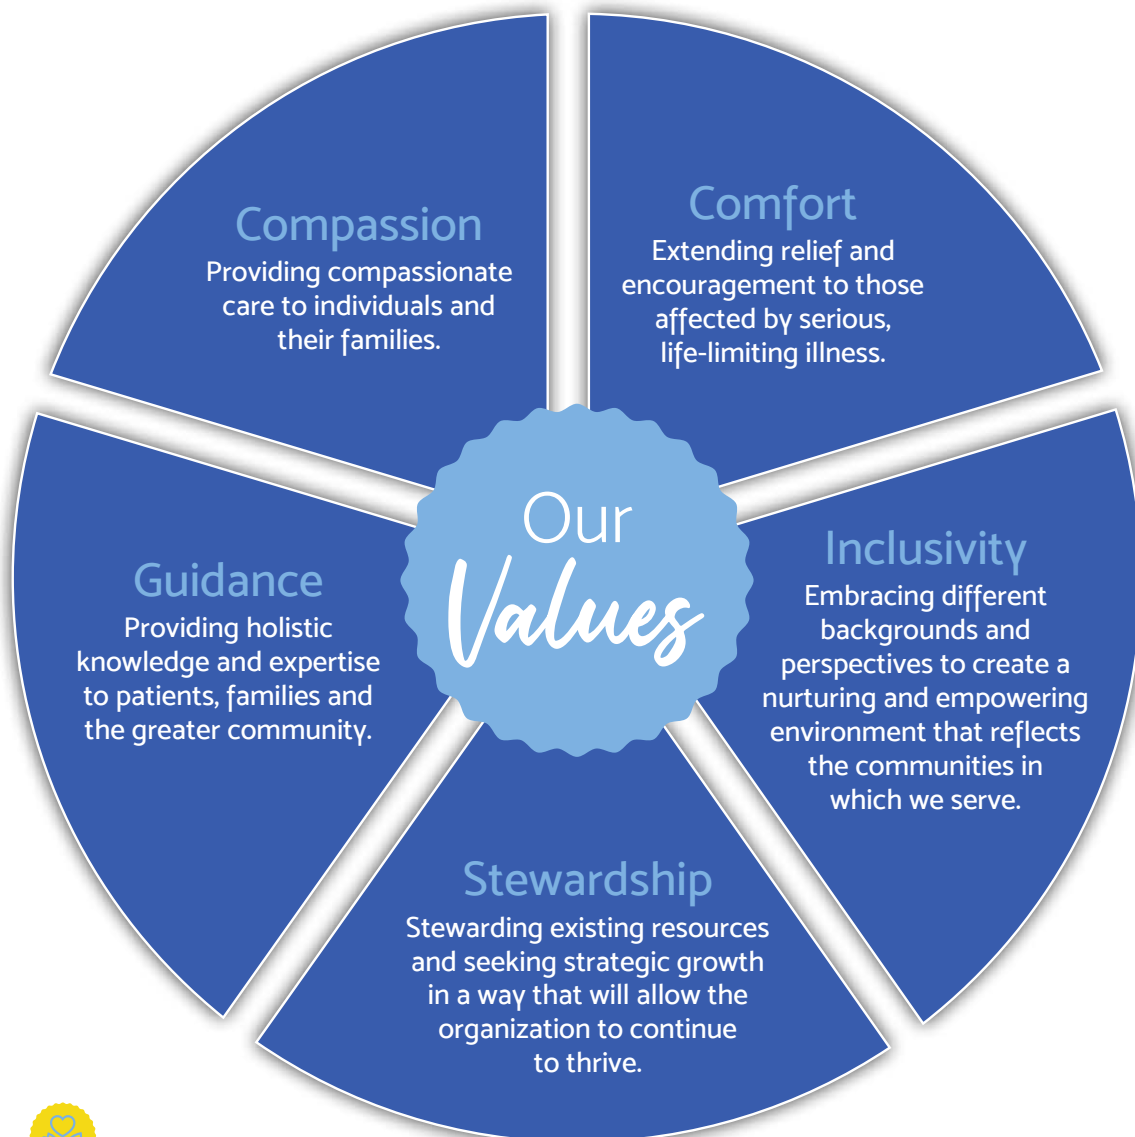 Our
Values
Compassion
Providing compassionate
care to individuals and
their families.
Comfort
Extending relief and
encouragement to those
affected by serious,
life-limiting illness.
Inclusivity
Embracing different
backgrounds and
perspectives to create a
nurturing and empowering
environment that reflects
the communities in
which we serve.
Stewardship
Stewarding existing resources
and seeking strategic growth
in a way that will allow the
organization to continue
to thrive.
Guidance
Providing holistic
knowledge and expertise
to patients, families and
the greater community.